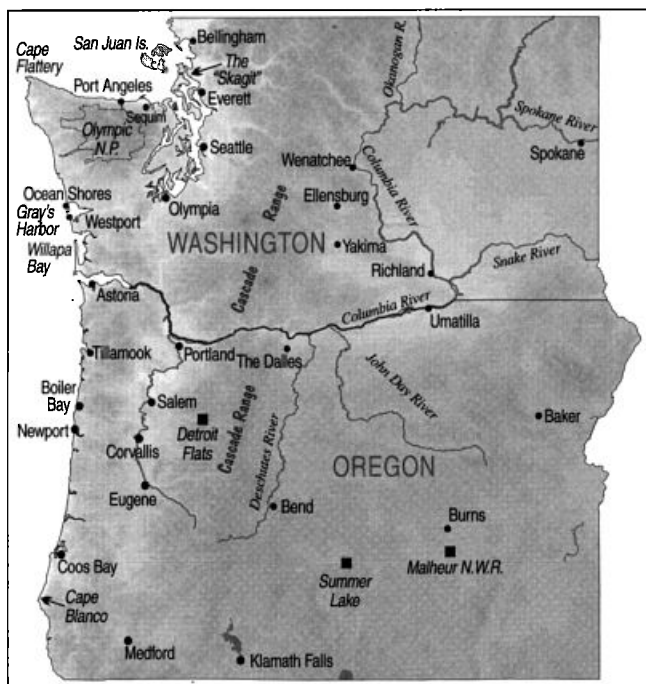 San Juan Is.
Bellingham
Cape
Flattery
The
"Skagit"
Okanogan R.
Port Angeles
Everett
Sequim
Spokane River
Olympic
N.P.
Seattle
Spokane
Wenatchee
Columbia River
Ocean Shores
Ellensburg
Gray's
Harbor
Westport
Olympia
Cascade Range
WASHINGTON
Willapa
Bay
Yakima
Richland
Snake River
Astoria
Columbia River
Umatilla
Tillamook
Portland
The Dalles
John Day River
Boiler
Bay
Salem
Cascade Range
Baker
Newport
Detroit
Flats
Corvallis
Deschutes River
OREGON
Eugene
Bend
Burns
Coos Bay
Summer
Lake
Malheur N.W.R.
Cape
Blanco
Medford
Klamath Falls